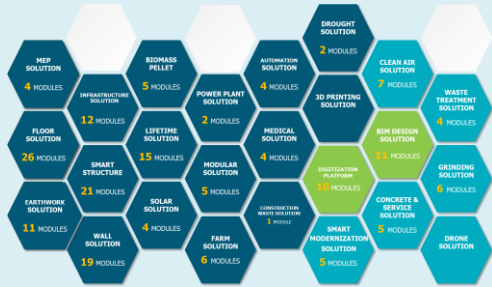 MEP
SOLUTION
4 MODULES
FLOOR
SOLUTION
26 MODULES
EARTHWORK
SOLUTION
11 MODULES
INFRASTRUCTURE
SOLUTION
12 MODULES
SMART
STRUCTURE
21 MODULES
WALL
SOLUTION
19 MODULES
BIOMASS
PELLET
5 MODULES
LIFETIME
SOLUTION
15 MODULES
SOLAR
SOLUTION
4 MODULES
POWER PLANT
SOLUTION
2 MODULES
MODULAR
SOLUTION
5 MODULES
FARM
SOLUTION
6 MODULES
AUTOMATION
SOLUTION
4 MODULES
MEDICAL
SOLUTION
4 MODULES
CONSTRUCTION
WASTE SOLUTION
1 MODULE
DROUGHT
SOLUTION
2 MODULES
3D PRINTING
SOLUTION
DIGITIZATION
PLATFORM
10 MODULES
SMART
MODERNIZATION
SOLUTION
5 MODULES
CLEAN AIR
SOLUTION
7 MODULES
BIM DESIGN
SOLUTION
11 MODULES
CONCRETE &
SERVICE
SOLUTION
5 MODULES
WASTE
TREATMENT
SOLUTION
4 MODULES
GRINDING
SOLUTION
6 MODULES
DRONE
SOLUTION